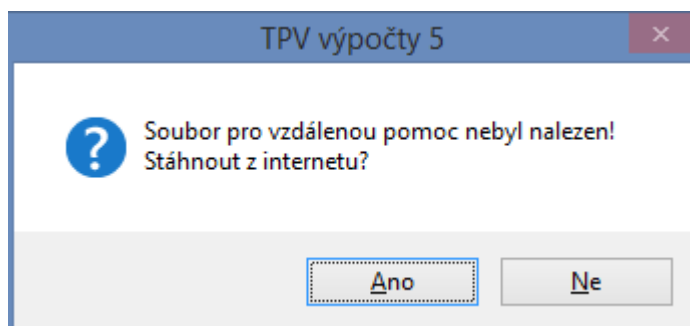 TPV výpočty 5
Soubor pro vzdálenou pomoc nebyl nalezen!
Stáhnout z internetu?
Ano
Ne